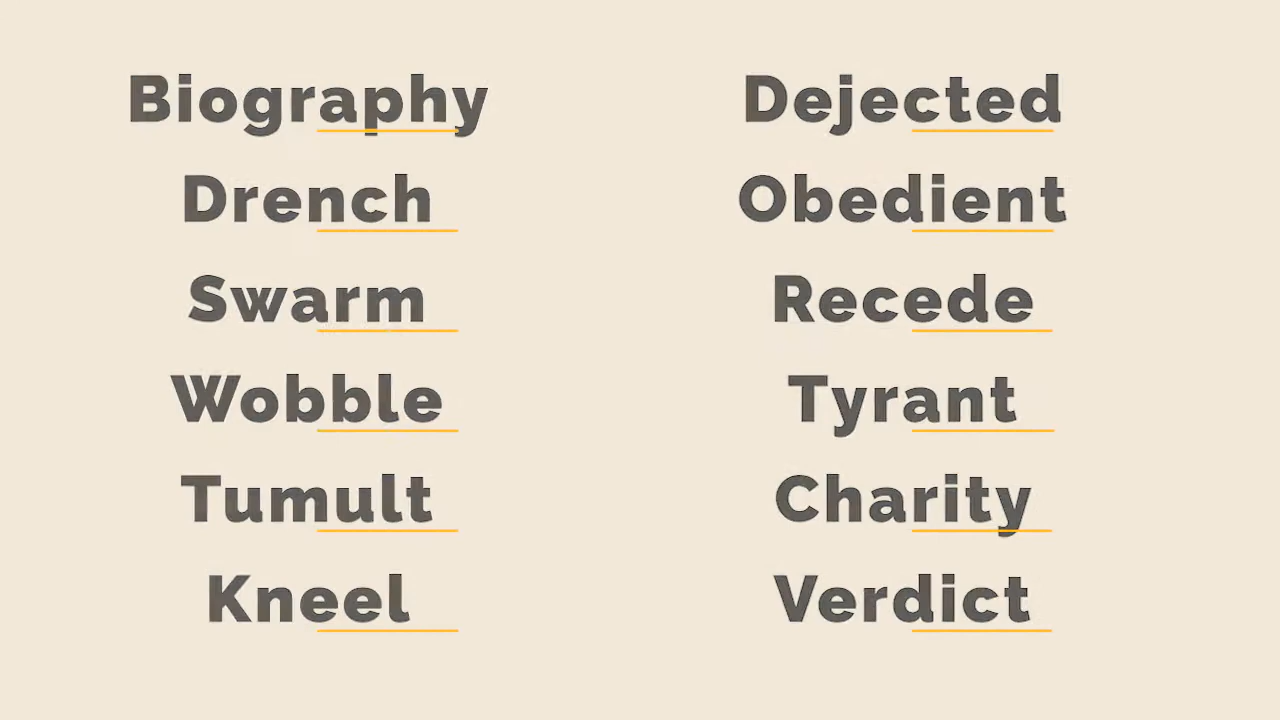 Biography
Drench
Swarm
Wobble
Tumult
Kneel
Dejected
Obedient
Recede
Tyrant
Charity
Verdict